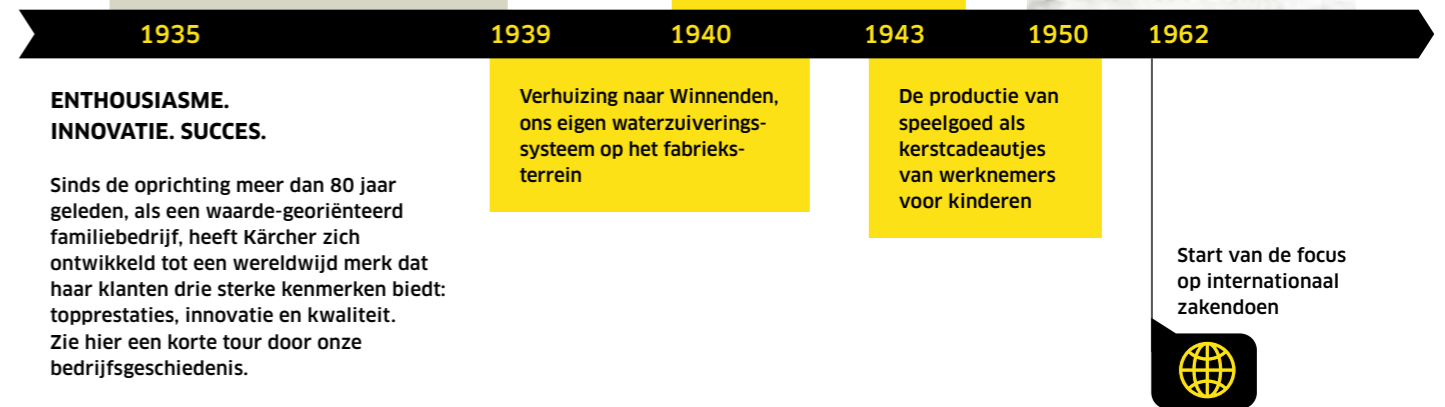 1935 1939 1940 1943 1950 1962
ENTHOUSIASME.
INNOVATIE. SUCCES.
Sinds de oprichting meer dan 80 jaar
geleden, als een waarde-georiënteerd
familiebedrijf, heeft Kärcher zich
ontwikkeld tot een wereldwijd merk dat
haar klanten drie sterke kenmerken biedt:
topprestaties, innovatie en kwaliteit.
Zie hier een korte tour door onze
bedrijfsgeschiedenis.
Verhuizing naar Winnenden,
ons eigen waterzuiverings-
systeem op het fabrieks-
terrein
De productie van
speelgoed als
kerstcadeautjes
van werknemers
voor kinderen
Start van de focus
op internationaal
zakendoen